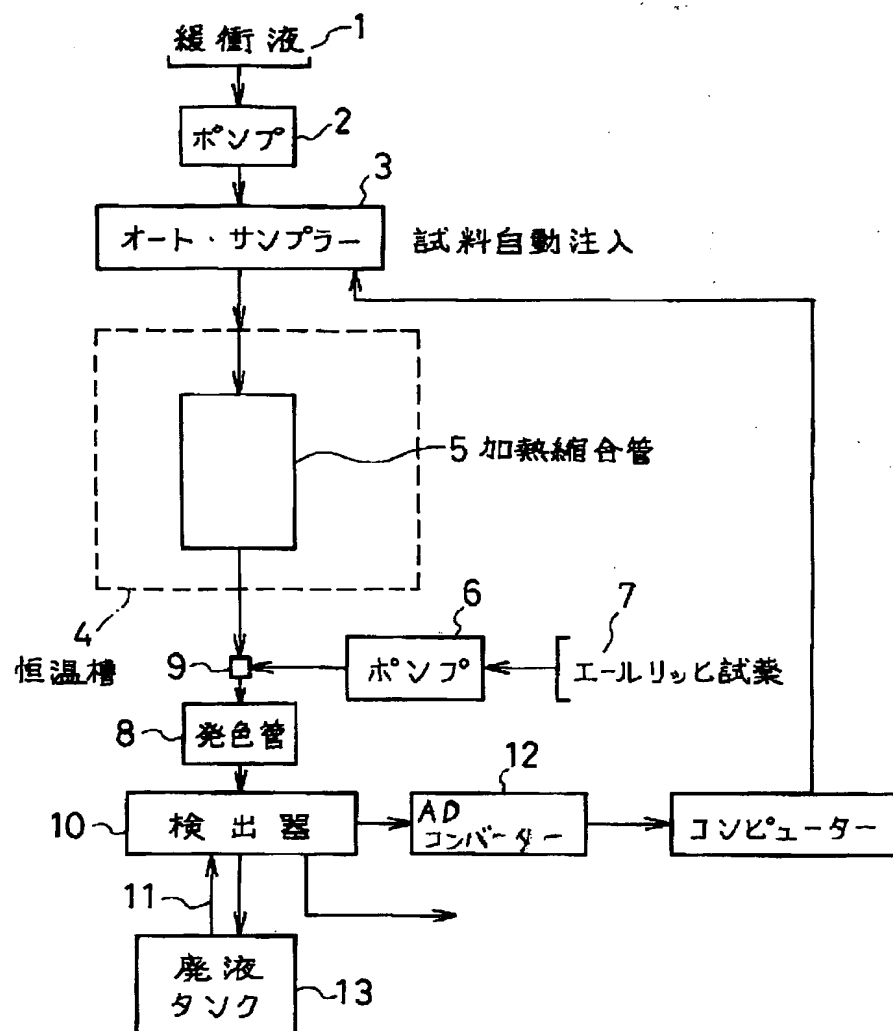 緩衝液 1
ポンプ 2
3
オート・サンプラー 試料自動注入
5 加熱縮合管
4
恒温槽
6
7
9 ポンプ エールリッヒ試薬
8 発色管
12
10 検出器
AD
コンバーター
コンピューター
11
廃液
タンク 13